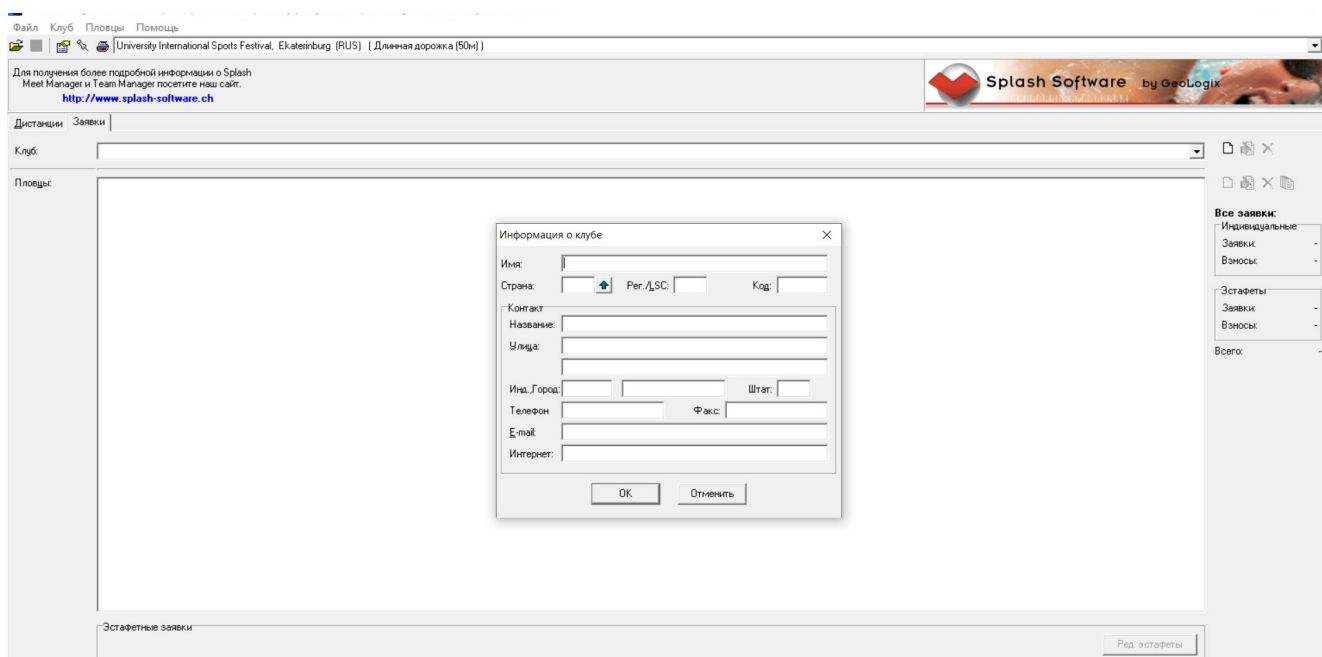 Файл Клуб Пловцы Помощь
University International Sports Festival, Ekaterinburg (RUS) ( Длинная дорожка (50м) )
Для получения более подробной информации о Splash
Meet Manager и Team Manager посетите наш сайт.
http://www.splash-software.ch
Splash Software by GeoLogix
Дистанции Заявки
Клуб:
Пловцы:
Все заявки:
Индивидуальные
Заявки: -
Взносы: -
Эстафеты
Заявки: -
Взносы: -
Всего: -
Информация о клубе
Имя:
Страна: Рег./LSC: Код:
Контакт
Название:
Улица:
Инд.,Город: Штат:
Телефон Факс:
E-mail:
Интернет:
OK Отменить
Эстафетные заявки
Ред. эстафеты